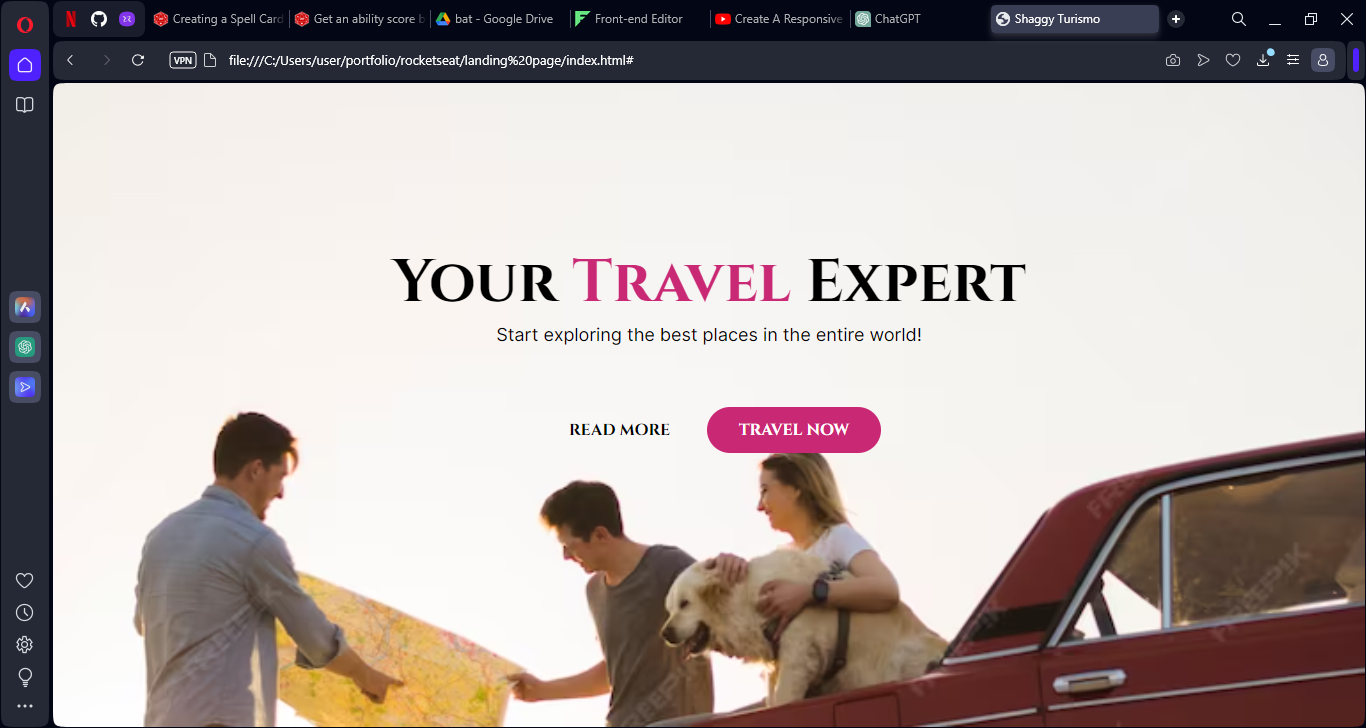 Creating a Spell Card
Get an ability score b
bat - Google Drive
Front-end Editor
Create A Responsive
ChatGPT
Shaggy Turismo
VPN
file:///C:/Users/user/portfolio/rocketseat/landing%20page/index.html#
YOUR TRAVEL EXPERT
Start exploring the best places in the entire world!
READ MORE
TRAVEL NOW
FREEPIK